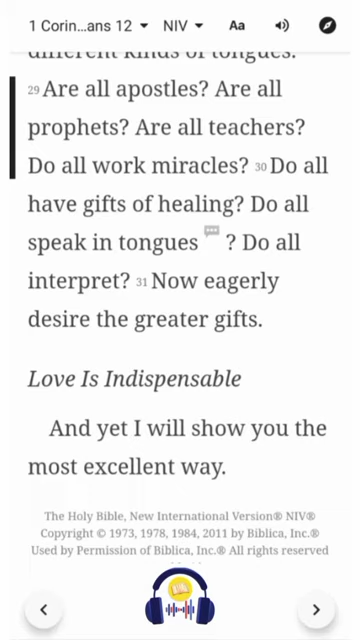 1 Corin...ans 12 NIV Aa
different kinds of tongues.
29 Are all apostles? Are all
prophets? Are all teachers?
Do all work miracles? 30 Do all
have gifts of healing? Do all
speak in tongues ? Do all
interpret? 31 Now eagerly
desire the greater gifts.
Love Is Indispensable
And yet I will show you the
most excellent way.
The Holy Bible, New International Version® NIV®
Copyright © 1973, 1978, 1984, 2011 by Biblica, Inc.®
Used by Permission of Biblica, Inc.® All rights reserved